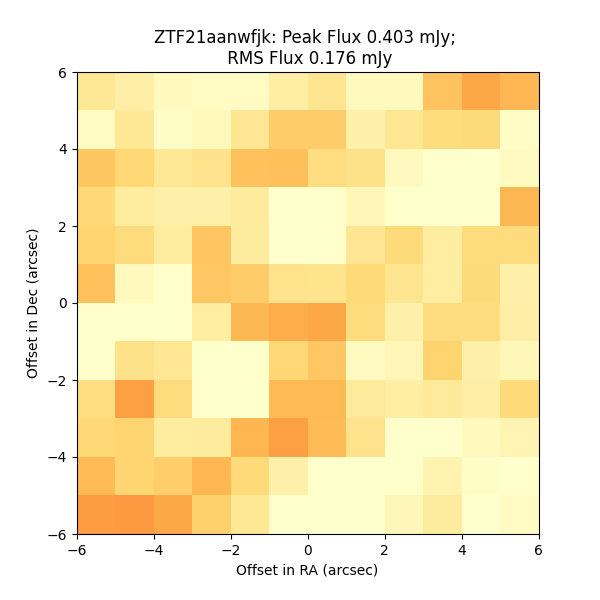 ZTF21aanwfjk: Peak Flux 0.403 mJy;
RMS Flux 0.176 mJy
6
4
2
0
−2
−4
−6
Offset in Dec (arcsec)
−6 −4 −2 0 2 4 6
Offset in RA (arcsec)